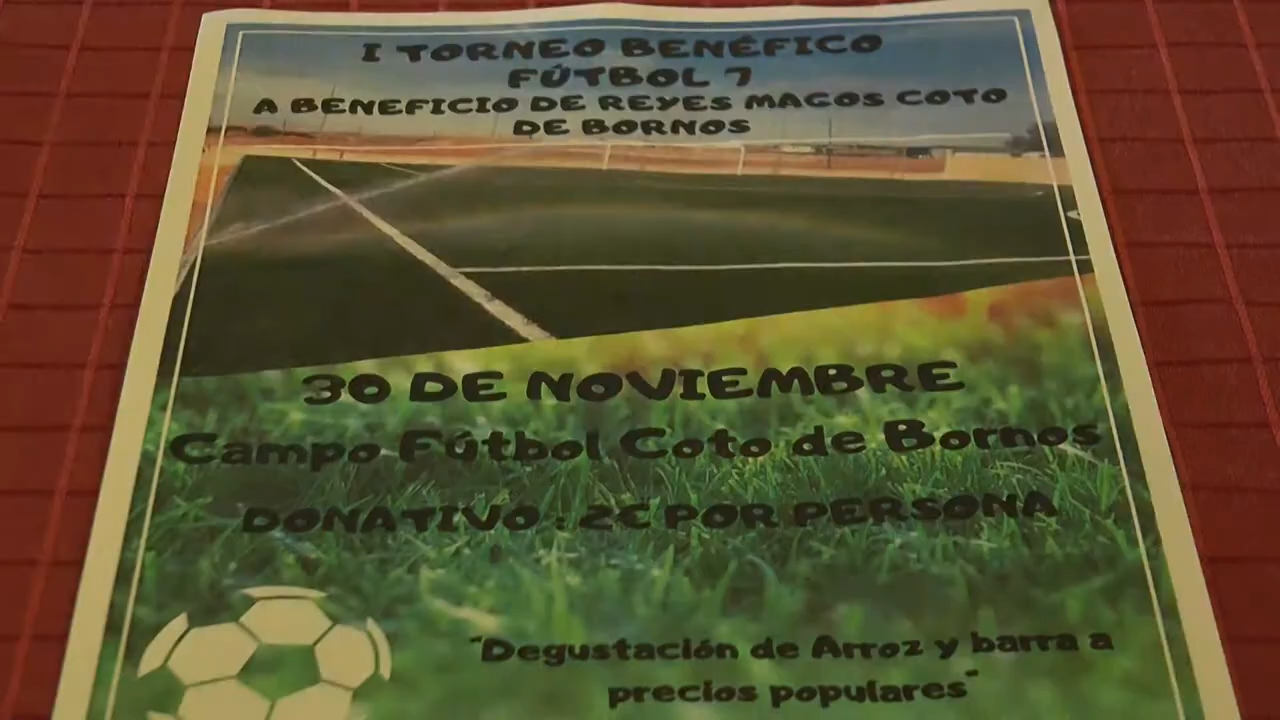 I TORNEO BENÉFICO
FÚTBOL 7
A BENEFICIO DE REYES MAGOS COTO
DE BORNOS
30 DE NOVIEMBRE
Campo Fútbol Coto de Bornos
DONATIVO : 2€ POR PERSONA
"Degustación de Arroz y barra a
precios populares"